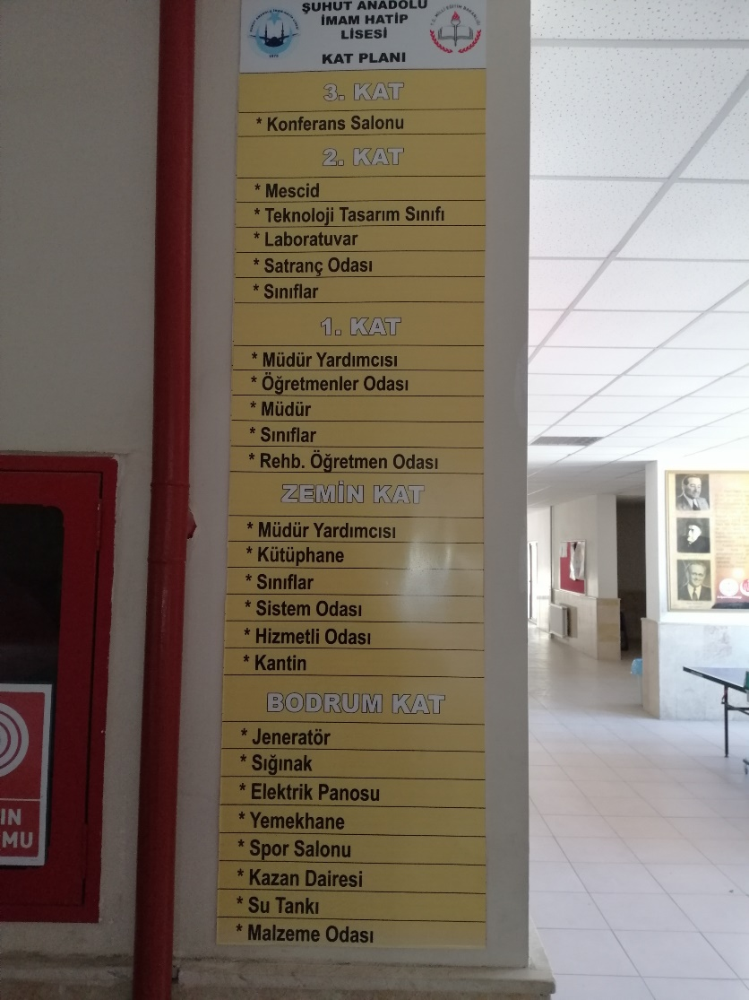 ŞUHUT ANADOLU
İMAM HATİP
LİSESİ
KAT PLANI
3. KAT
* Konferans Salonu
2. KAT
* Mescid
* Teknoloji Tasarım Sınıfı
* Laboratuvar
* Satranç Odası
* Sınıflar
1. KAT
* Müdür Yardımcısı
* Öğretmenler Odası
* Müdür
* Sınıflar
* Rehb. Öğretmen Odası
ZEMİN KAT
* Müdür Yardımcısı
* Kütüphane
* Sınıflar
* Sistem Odası
* Hizmetli Odası
* Kantin
BODRUM KAT
* Jeneratör
* Sığınak
* Elektrik Panosu
* Yemekhane
* Spor Salonu
* Kazan Dairesi
* Su Tankı
* Malzeme Odası